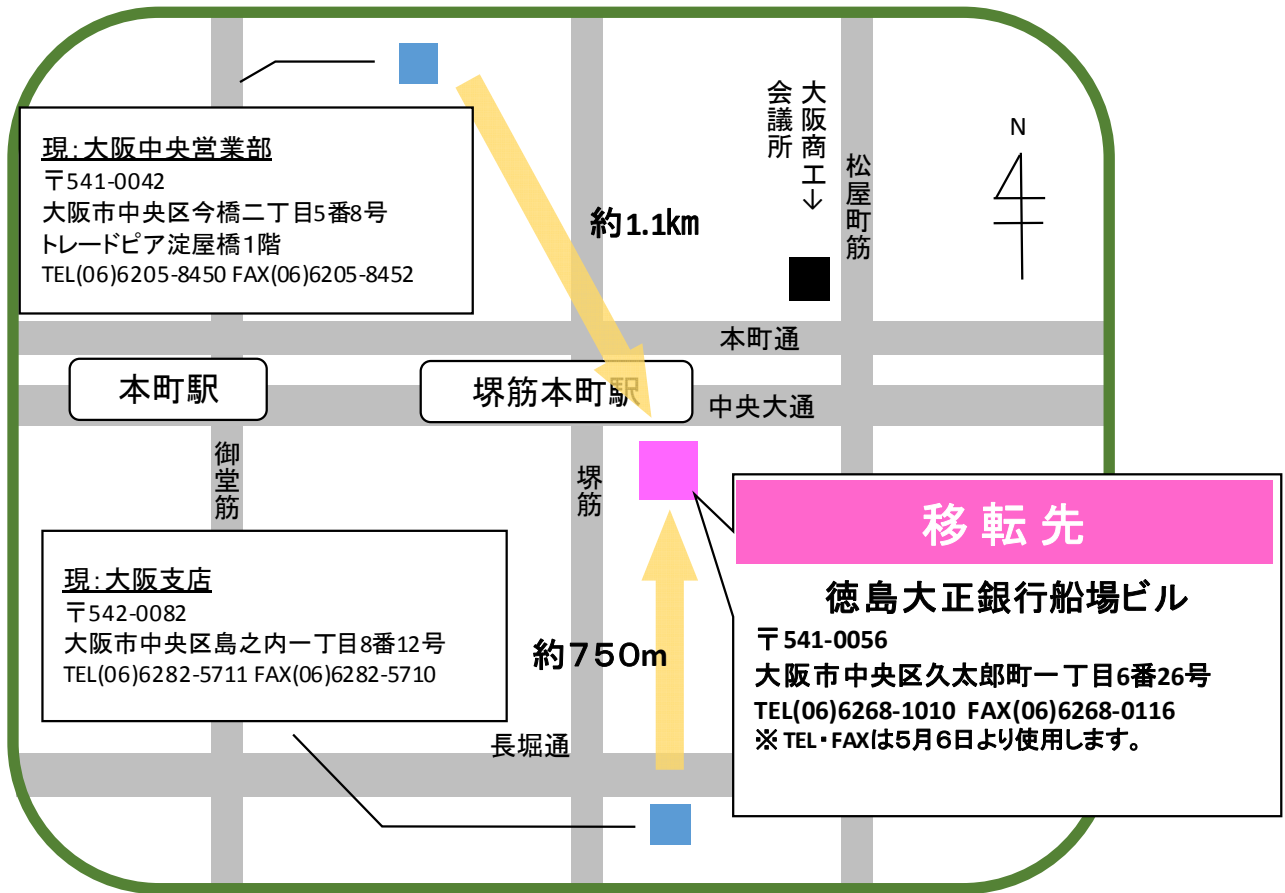 現：大阪中央営業部
〒541-0042
大阪市中央区今橋二丁目5番8号
トレードピア淀屋橋１階
TEL(06)6205-8450 FAX(06)6205-8452
約1.1㎞
大阪商工↓
会議所
松屋町筋
N
本町通
本町駅
堺筋本町駅
中央大通
御堂筋
堺筋
移転先
徳島大正銀行船場ビル
〒541-0056
大阪市中央区久太郎町一丁目6番26号
TEL(06)6268-1010 FAX(06)6268-0116
※TEL・FAXは５月６日より使用します。
現：大阪支店
〒542-0082
大阪市中央区島之内一丁目8番12号
TEL(06)6282-5711 FAX(06)6282-5710
約７５０ｍ
長堀通